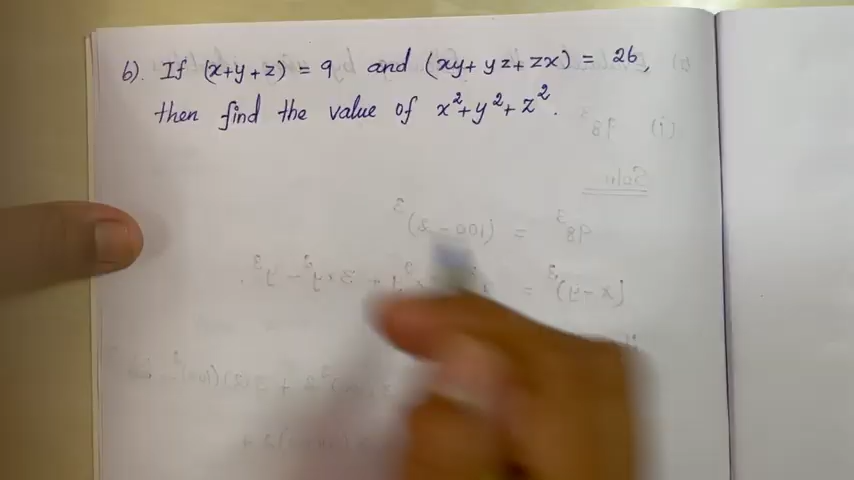 6). If (x+y+z) = 9 and (xy+yz+zx) = 26,
then find the value of x²+y²+z².